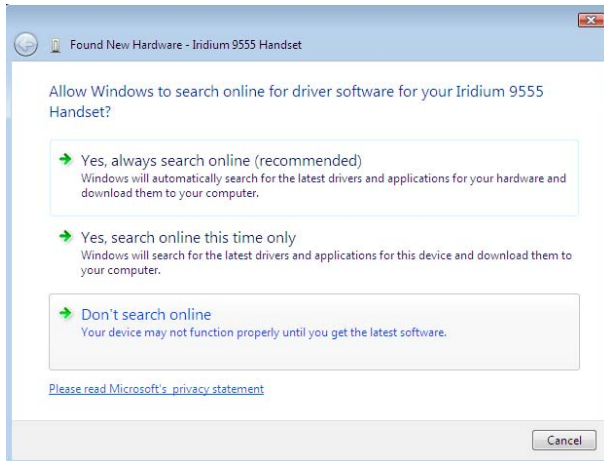 Found New Hardware - Iridium 9555 Handset
Allow Windows to search online for driver software for your Iridium 9555
Handset?
Yes, always search online (recommended)
Windows will automatically search for the latest drivers and applications for your hardware and
download them to your computer.
Yes, search online this time only
Windows will search for the latest drivers and applications for this device and download them to
your computer.
Don't search online
Your device may not function properly until you get the latest software.
Please read Microsoft's privacy statement
Cancel